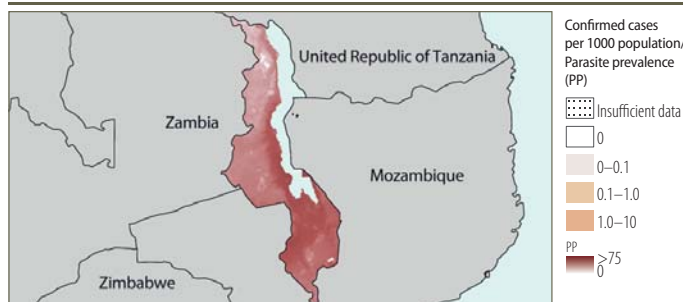 Confirmed cases
per 1000 population/
Parasite prevalence
(PP)
Insufficient data
0
0–0.1
0.1–1.0
1.0–10
PP
>75
0
United Republic of Tanzania
Zambia
Mozambique
Zimbabwe